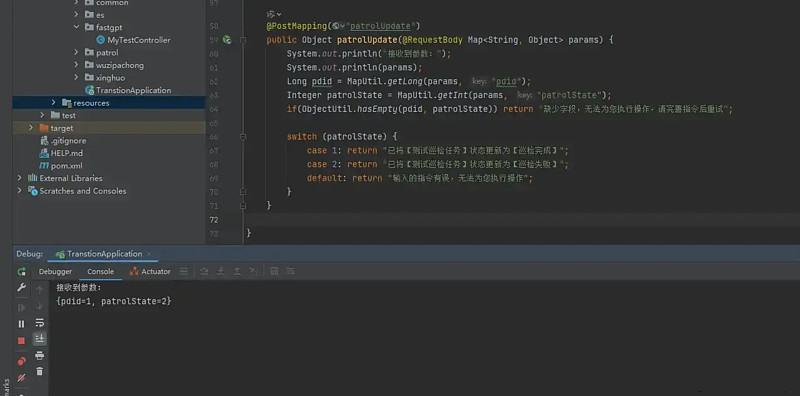 common
es
fastgpt
MyTestController
patrol
wuzipachong
xinghuo
TranstionApplication
resources
test
target
.gitignore
HELP.md
pom.xml
External Libraries
Scratches and Consoles
58 @PostMapping("patrolUpdate")
59 public Object patrolUpdate(@RequestBody Map<String, Object> params) {
60 System.out.println("接收到参数：");
61 System.out.println(params);
62 Long pdid = MapUtil.getLong(params, key: "pdid");
63 Integer patrolState = MapUtil.getInt(params, key: "patrolState");
64 if(ObjectUtil.hasEmpty(pdid, patrolState)) return "缺少字段，无法为您执行操作，请完善指令后重试";
65
66 switch (patrolState) {
67 case 1: return "已将【测试巡检任务】状态更新为【巡检完成】";
68 case 2: return "已将【测试巡检任务】状态更新为【巡检失败】";
69 default: return "输入的指令有误，无法为您执行操作";
70 }
71 }
72
73 }
Debug: TranstionApplication
Debugger Console Actuator
接收到参数：
{pdid=1, patrolState=2}